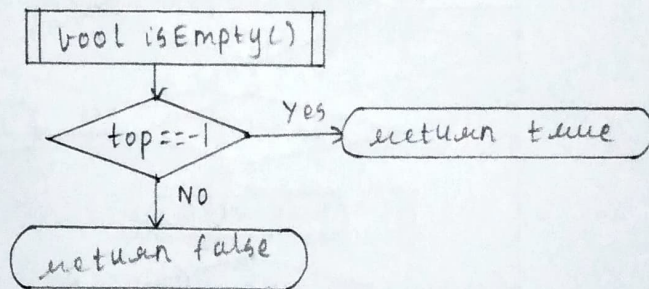 bool isEmpty()
top==-1
Yes
return true
NO
return false